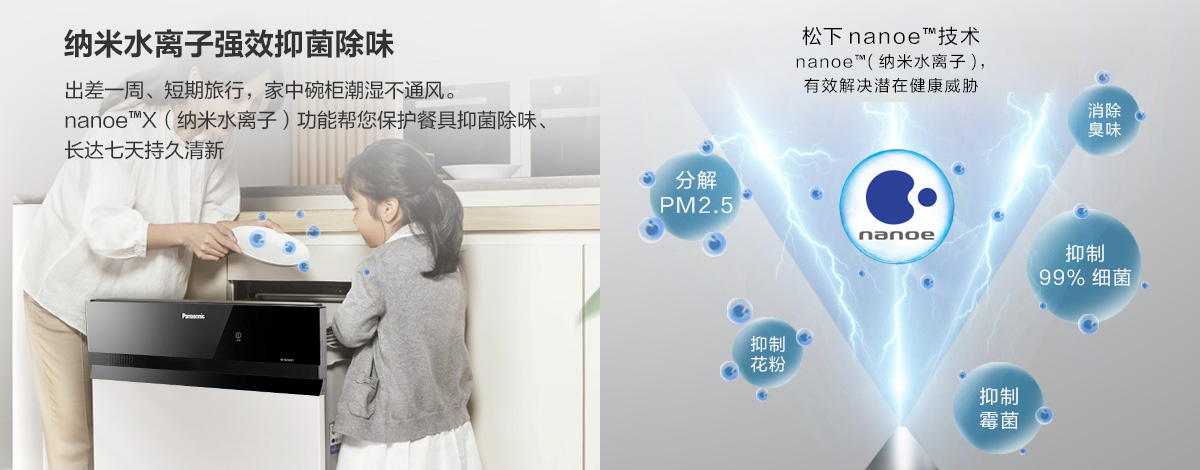 纳米水离子强效抑菌除味
出差一周、短期旅行，家中碗柜潮湿不通风。
nanoe™X（纳米水离子）功能帮您保护餐具抑菌除味、
长达七天持久清新
Panasonic
松下 nanoe™技术
nanoe™(纳米水离子)，
有效解决潜在健康威胁
消除
臭味
分解
PM2.5
nanoe
抑制
99% 细菌
抑制
花粉
抑制
霉菌